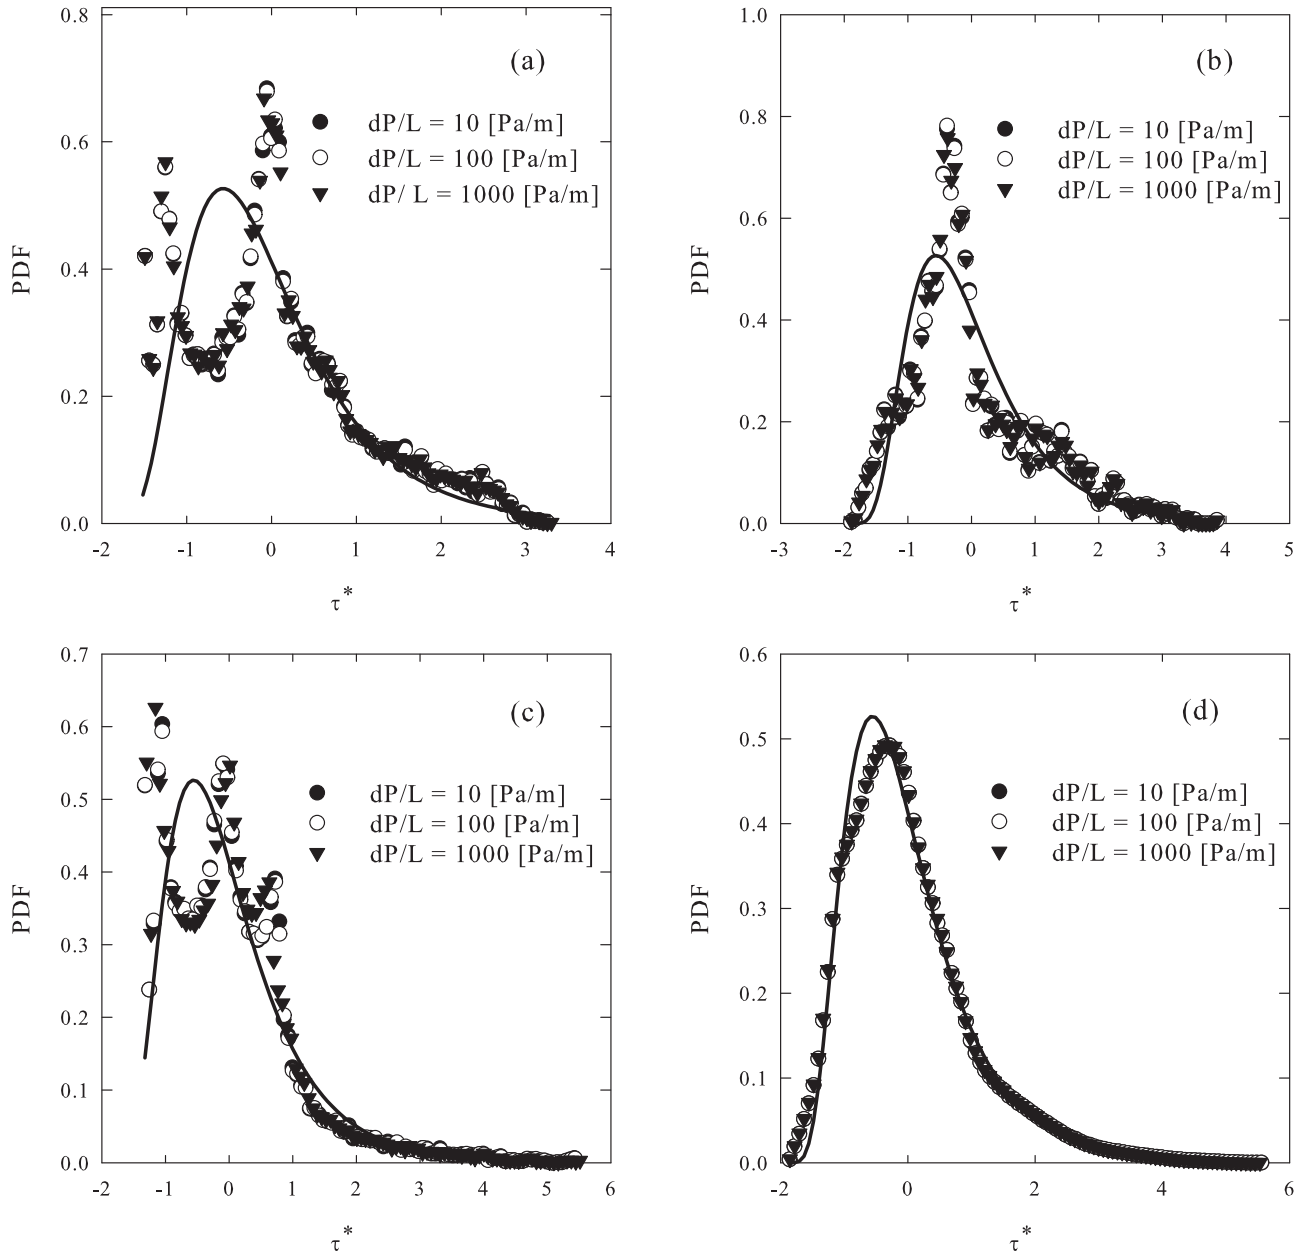 0.8
0.6
0.4
0.2
0.0
PDF
-2
-1
0
1
2
3
4
τ*
(a)
dP/L = 10 [Pa/m]
dP/L = 100 [Pa/m]
dP/ L = 1000 [Pa/m]
1.0
0.8
0.6
0.4
0.2
0.0
PDF
-3
-2
-1
0
1
2
3
4
5
τ*
(b)
dP/L = 10 [Pa/m]
dP/L = 100 [Pa/m]
dP/L = 1000 [Pa/m]
0.7
0.6
0.5
0.4
0.3
0.2
0.1
0.0
PDF
-2
-1
0
1
2
3
4
5
6
τ*
(c)
dP/L = 10 [Pa/m]
dP/L = 100 [Pa/m]
dP/L = 1000 [Pa/m]
0.6
0.5
0.4
0.3
0.2
0.1
0.0
PDF
-2
0
2
4
6
τ*
(d)
dP/L = 10 [Pa/m]
dP/L = 100 [Pa/m]
dP/L = 1000 [Pa/m]